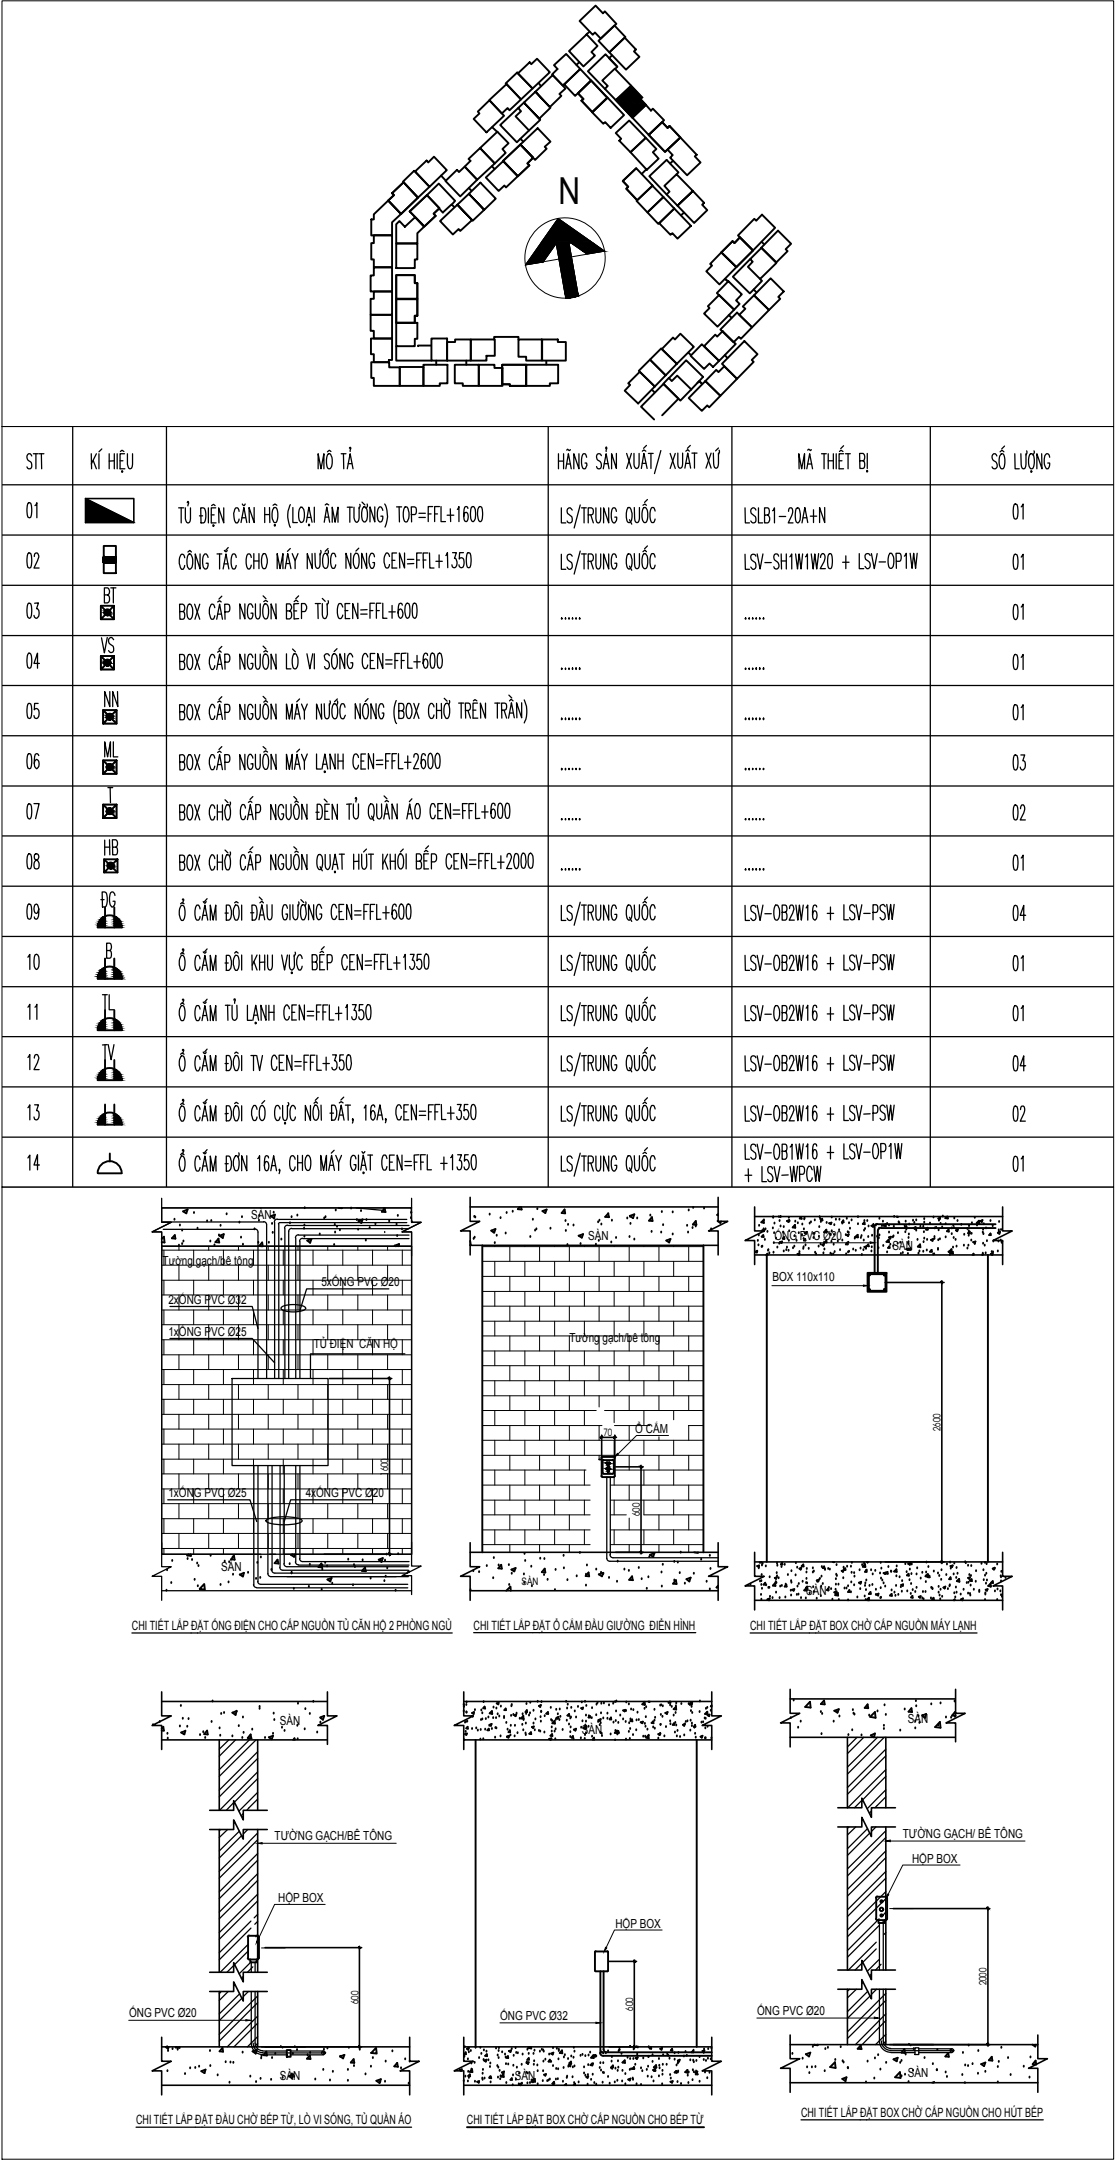 N
STT KÍ HIỆU MÔ TẢ HÃNG SẢN XUẤT/ XUẤT XỨ MÃ THIẾT BỊ SỐ LƯỢNG
01 TỦ ĐIỆN CĂN HỘ (LOẠI ÂM TƯỜNG) TOP=FFL+1600 LS/TRUNG QUỐC LSLB1-20A+N 01
02 CÔNG TẮC CHO MÁY NƯỚC NÓNG CEN=FFL+1350 LS/TRUNG QUỐC LSV-SH1W1W20 + LSV-OP1W 01
03 BT BOX CẤP NGUỒN BẾP TỪ CEN=FFL+600 ...... ...... 01
04 VS BOX CẤP NGUỒN LÒ VI SÓNG CEN=FFL+600 ...... ...... 01
05 NN BOX CẤP NGUỒN MÁY NƯỚC NÓNG (BOX CHỜ TRÊN TRẦN) ...... ...... 01
06 ML BOX CẤP NGUỒN MÁY LẠNH CEN=FFL+2600 ...... ...... 03
07 T BOX CHỜ CẤP NGUỒN ĐÈN TỦ QUẦN ÁO CEN=FFL+600 ...... ...... 02
08 HB BOX CHỜ CẤP NGUỒN QUẠT HÚT KHÓI BẾP CEN=FFL+2000 ...... ...... 01
09 ĐG Ổ CẮM ĐÔI ĐẦU GIƯỜNG CEN=FFL+600 LS/TRUNG QUỐC LSV-OB2W16 + LSV-PSW 04
10 B Ổ CẮM ĐÔI KHU VỰC BẾP CEN=FFL+1350 LS/TRUNG QUỐC LSV-OB2W16 + LSV-PSW 01
11 TL Ổ CẮM TỦ LẠNH CEN=FFL+1350 LS/TRUNG QUỐC LSV-OB2W16 + LSV-PSW 01
12 TV Ổ CẮM ĐÔI TV CEN=FFL+350 LS/TRUNG QUỐC LSV-OB2W16 + LSV-PSW 04
13 Ổ CẮM ĐÔI CÓ CỰC NỐI ĐẤT, 16A, CEN=FFL+350 LS/TRUNG QUỐC LSV-OB2W16 + LSV-PSW 02
14 Ổ CẮM ĐƠN 16A, CHO MÁY GIẶT CEN=FFL +1350 LS/TRUNG QUỐC LSV-OB1W16 + LSV-OP1W 01
+ LSV-WPCW
SÀN
Tường gạch/bê tông
5xỐNG PVC Ø20
2xỐNG PVC Ø32
1xỐNG PVC Ø25
TỦ ĐIỆN CĂN HỘ
600
1xỐNG PVC Ø25
4xỐNG PVC Ø20
SÀN
CHI TIẾT LẮP ĐẶT ỐNG ĐIỆN CHO CẤP NGUỒN TỦ CĂN HỘ 2 PHÒNG NGỦ
SÀN
Tường gạch/bê tông
70
Ổ CẮM
600
SÀN
CHI TIẾT LẮP ĐẶT Ổ CẮM ĐẦU GIƯỜNG ĐIỂN HÌNH
ỐNG PVC Ø20
SÀN
BOX 110x110
2600
SÀN
CHI TIẾT LẮP ĐẶT BOX CHỜ CẤP NGUỒN MÁY LẠNH
SÀN
TƯỜNG GẠCH/BÊ TÔNG
HỘP BOX
600
ỐNG PVC Ø20
SÀN
CHI TIẾT LẮP ĐẶT ĐẦU CHỜ BẾP TỪ, LÒ VI SÓNG, TỦ QUẦN ÁO
SÀN
HỘP BOX
600
ỐNG PVC Ø32
SÀN
CHI TIẾT LẮP ĐẶT BOX CHỜ CẤP NGUỒN CHO BẾP TỪ
SÀN
TƯỜNG GẠCH/ BÊ TÔNG
HỘP BOX
2000
ỐNG PVC Ø20
SÀN
CHI TIẾT LẮP ĐẶT BOX CHỜ CẤP NGUỒN CHO HÚT BẾP